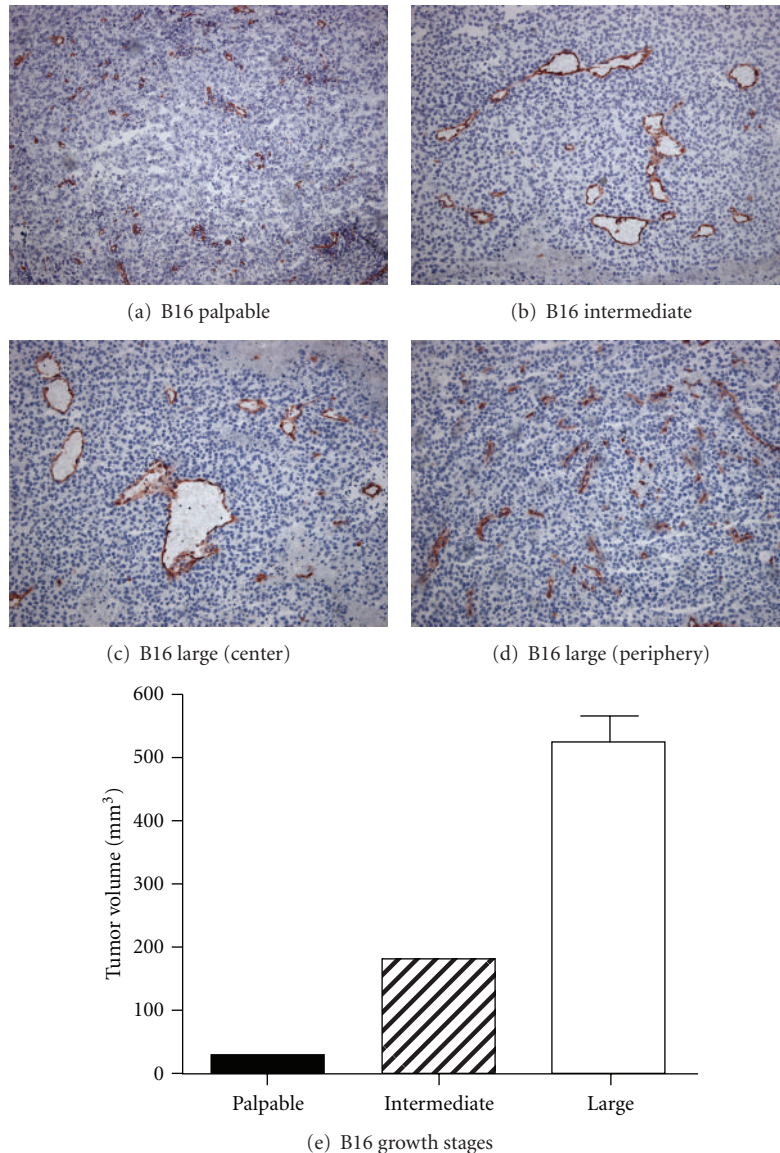 (a) B16 palpable
(b) B16 intermediate
(c) B16 large (center)
(d) B16 large (periphery)
600
500
400
300
200
100
0
Tumor volume (mm³)
Palpable
Intermediate
Large
(e) B16 growth stages